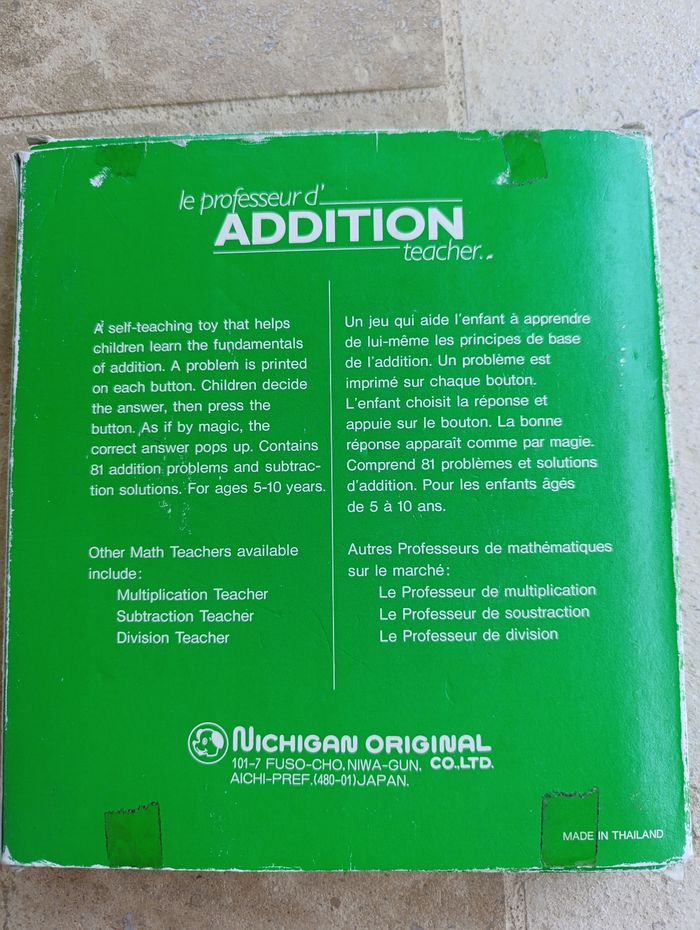 le professeur d'
ADDITION
teacher..
A self-teaching toy that helps
children learn the fundamentals
of addition. A problem is printed
on each button. Children decide
the answer, then press the
button. As if by magic, the
correct answer pops up. Contains
81 addition problems and subtrac-
tion solutions. For ages 5-10 years.
Other Math Teachers available
include:
Multiplication Teacher
Subtraction Teacher
Division Teacher
Un jeu qui aide l'enfant à apprendre
de lui-même les principes de base
de l'addition. Un problème est
imprimé sur chaque bouton.
L'enfant choisit la réponse et
appuie sur le bouton. La bonne
réponse apparaît comme par magie.
Comprend 81 problèmes et solutions
d'addition. Pour les enfants âgés
de 5 à 10 ans.
Autres Professeurs de mathématiques
sur le marché:
Le Professeur de multiplication
Le Professeur de soustraction
Le Professeur de division
NICHIGAN ORIGINAL
101-7 FUSO-CHO, NIWA-GUN, CO.,LTD.
AICHI-PREF.(480-01)JAPAN.
MADE IN THAILAND